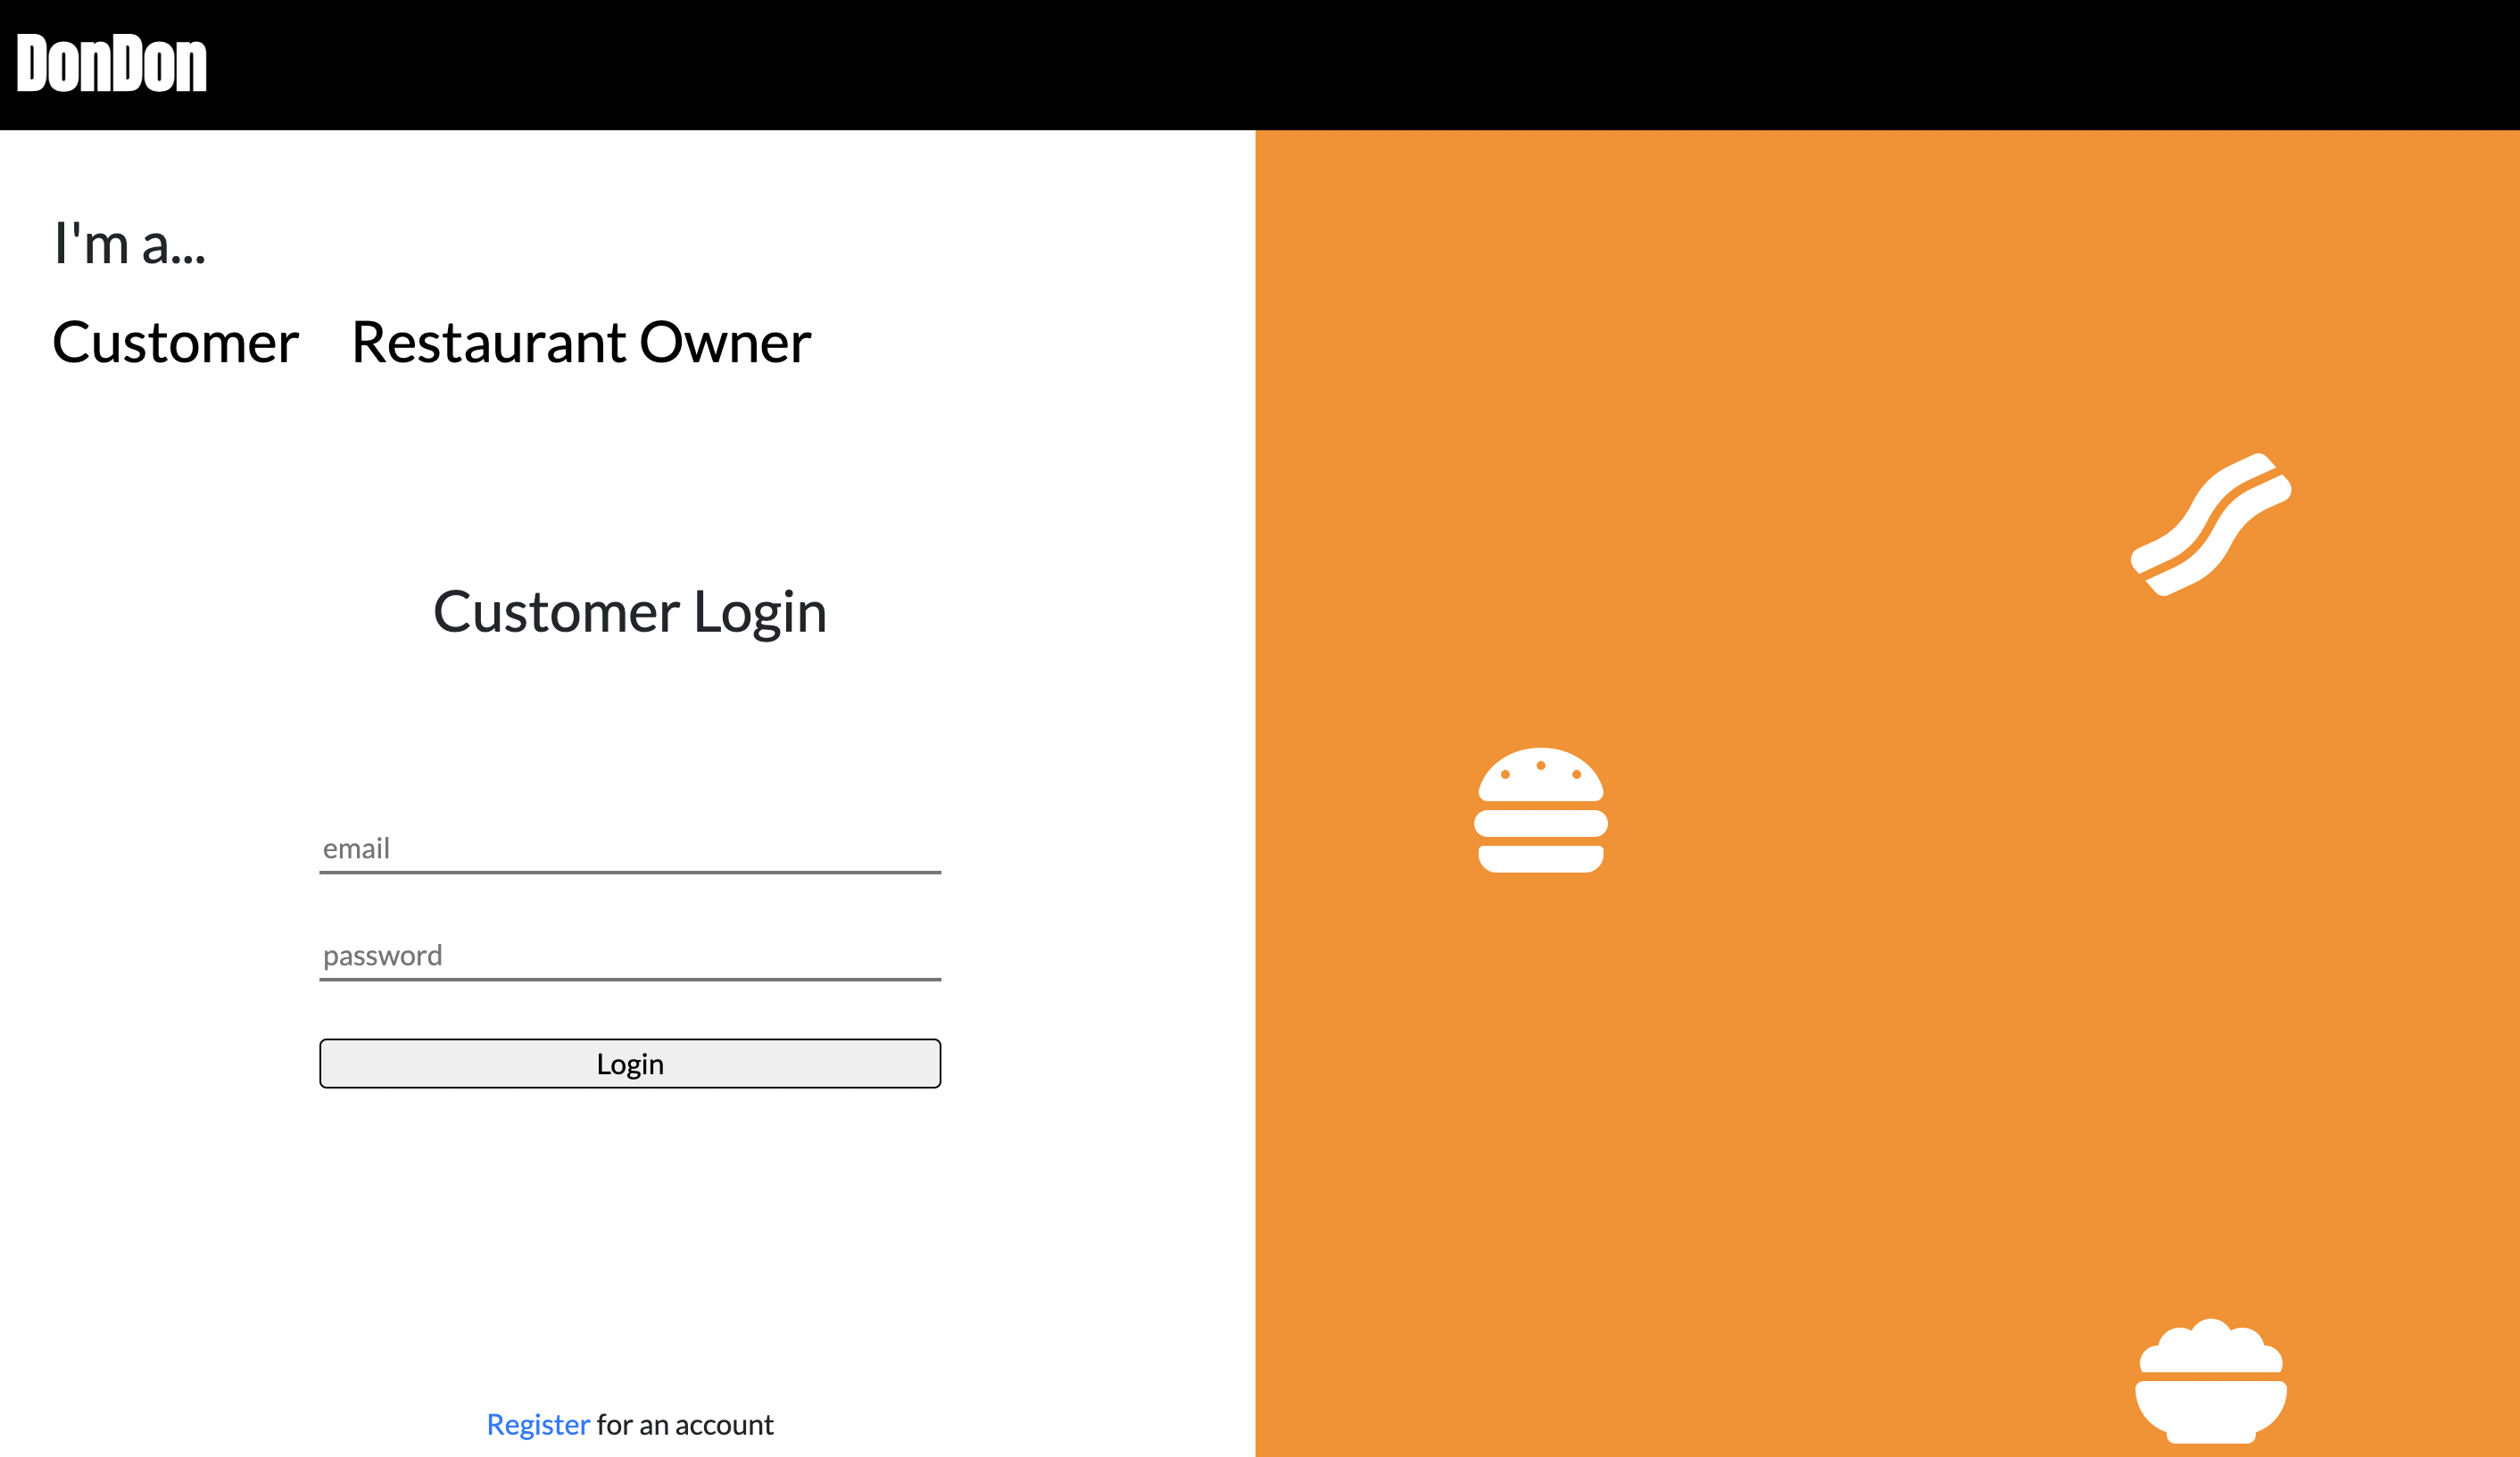 DonDon
I'm a...
Customer Restaurant Owner
Customer Login
email
password
Login
Register for an account